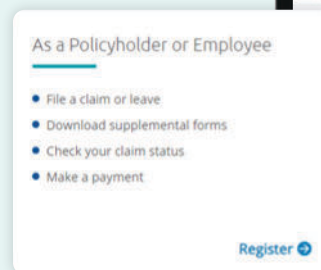 As a Policyholder or Employee
File a claim or leave
Download supplemental forms
Check your claim status
Make a payment
Register